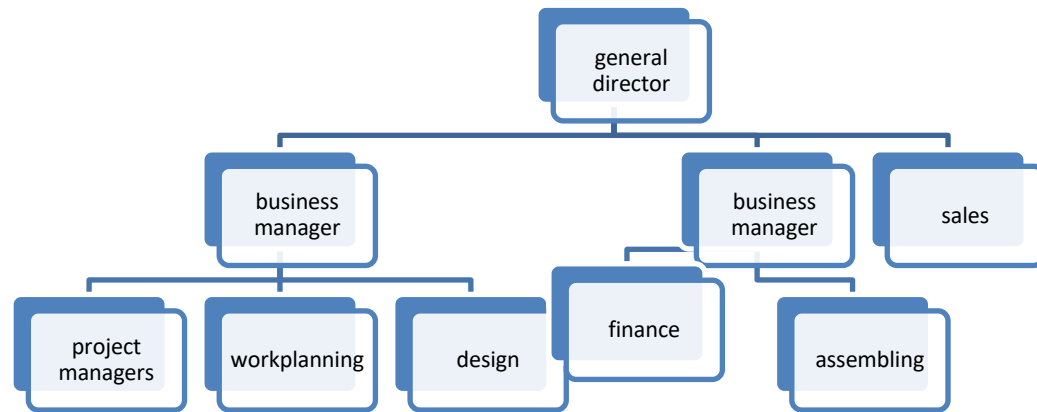 general
director
business
manager
business
manager
sales
project
managers
workplanning
design
finance
assembling